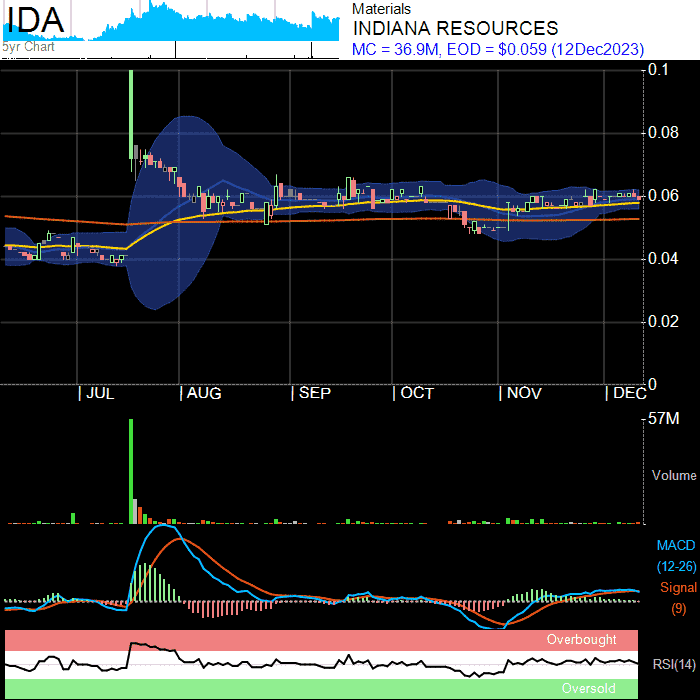 IDA
5yr Chart
Materials
INDIANA RESOURCES
MC = 36.9M, EOD = $0.059 (12Dec2023)
0.1
0.08
0.06
0.04
0.02
0
| JUL | AUG | SEP | OCT | NOV | DEC
57M
Volume
MACD
(12-26)
Signal
(9)
Overbought
RSI(14)
Oversold